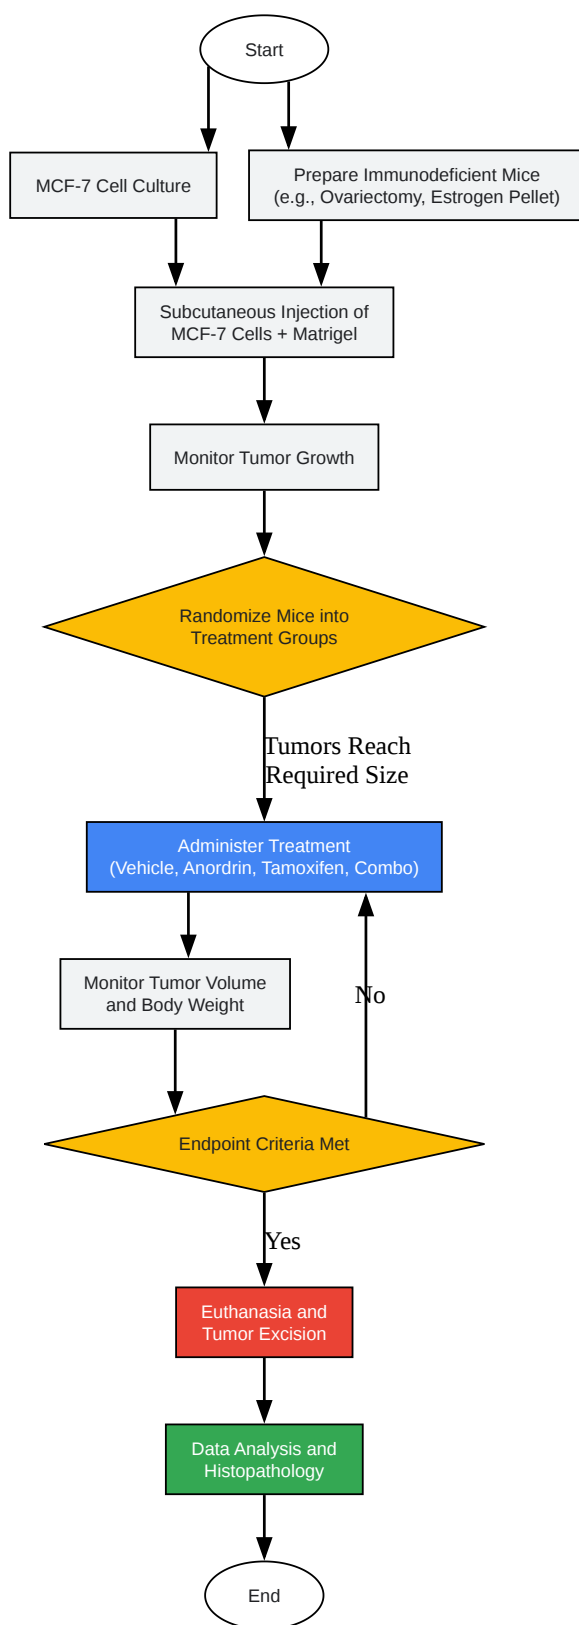 Start
MCF-7 Cell Culture
Prepare Immunodeficient Mice
(e.g., Ovariectomy, Estrogen Pellet)
Subcutaneous Injection of
MCF-7 Cells + Matrigel
Monitor Tumor Growth
Randomize Mice into
Treatment Groups
Tumors Reach
Required Size
Administer Treatment
(Vehicle, Anordrin, Tamoxifen, Combo)
Monitor Tumor Volume
and Body Weight
No
Endpoint Criteria Met
Yes
Euthanasia and
Tumor Excision
Data Analysis and
Histopathology
End